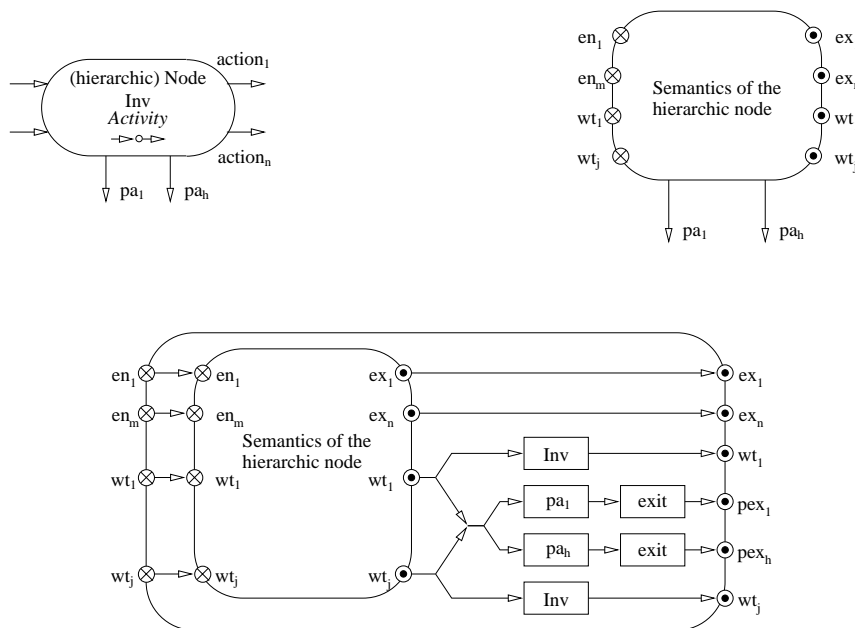 action₁
(hierarchic) Node
Inv
Activity
actionₙ
pa₁ paₕ
en₁
enₘ
wt₁
wtⱼ
Semantics of the
hierarchic node
ex
exₙ
wt
wtⱼ
pa₁ paₕ
en₁ en₁ ex₁ ex₁
enₘ enₘ exₙ exₙ
Semantics of the
hierarchic node
Inv wt₁
wt₁ wt₁ wt₁
pa₁ exit pex₁
paₕ exit pexₕ
wtⱼ wtⱼ wtⱼ
Inv wtⱼ